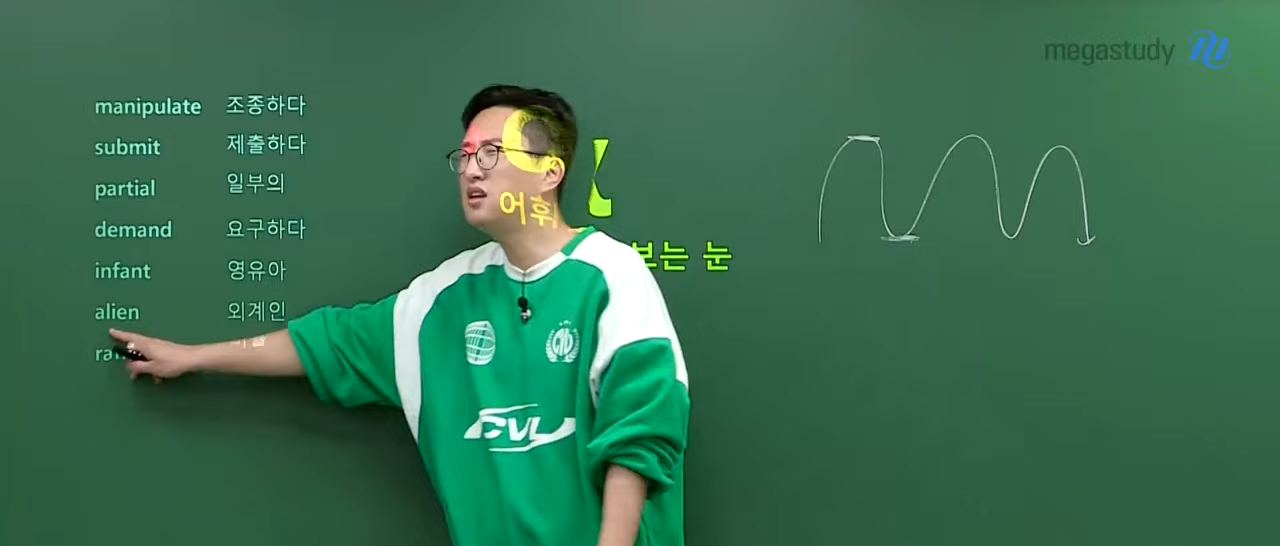 megastudy
manipulate 조종하다
submit 제출하다
partial 일부의
demand 요구하다
infant 영유아
alien 외계인
어휘
보는 눈